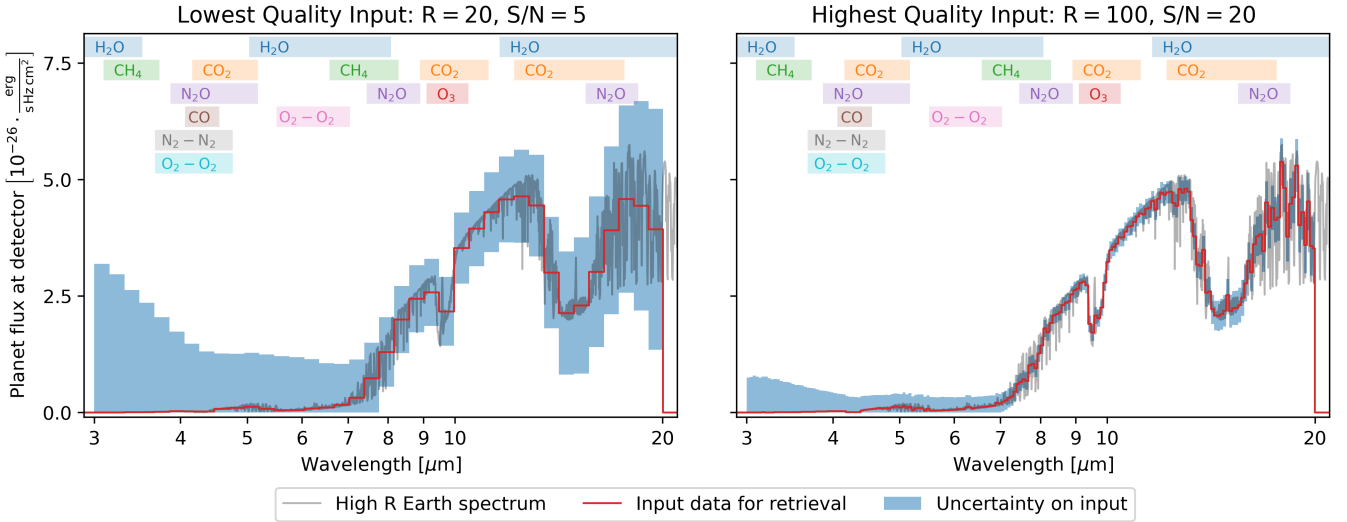 Lowest Quality Input: R = 20, S/N = 5
Highest Quality Input: R = 100, S/N = 20
Planet flux at detector [10⁻²⁶ · erg / s Hz cm²]
7.5
5.0
2.5
0.0
H₂O H₂O H₂O
CH₄ CO₂ CH₄ CO₂ CO₂
N₂O N₂O O₃ N₂O
CO O₂ − O₂
N₂ − N₂
O₂ − O₂
3 4 5 6 7 8 9 10 20
Wavelength [μm]
H₂O H₂O H₂O
CH₄ CO₂ CH₄ CO₂ CO₂
N₂O N₂O O₃ N₂O
CO O₂ − O₂
N₂ − N₂
O₂ − O₂
3 4 5 6 7 8 9 10 20
Wavelength [μm]
High R Earth spectrum Input data for retrieval Uncertainty on input